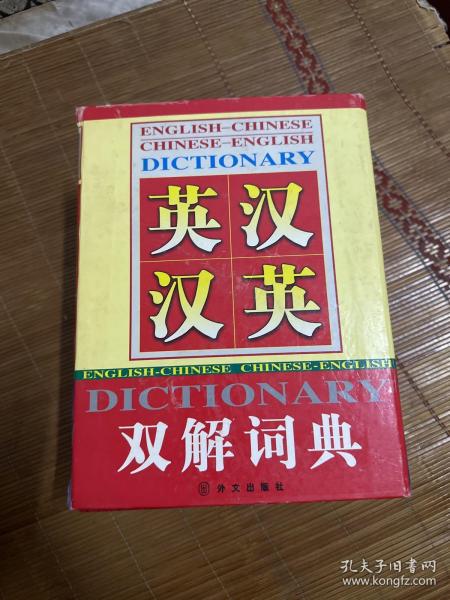 ENGLISH-CHINESE
CHINESE-ENGLISH
DICTIONARY
英汉
汉英
ENGLISH-CHINESE CHINESE-ENGLISH
DICTIONARY
双解词典
外文出版社
孔夫子旧书网
www.kongfz.com